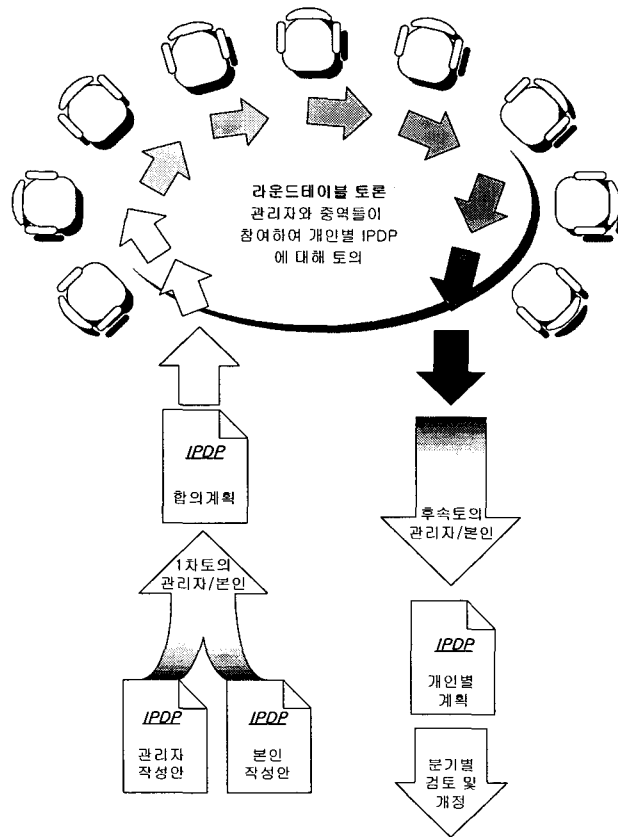 라운드테이블 토론
관리자와 중역들이
참여하여 개인별 IPDP
에 대해 토의
IPDP
합의계획
1차토의
관리자/본인
IPDP
관리자
작성안
IPDP
본인
작성안
후속토의
관리자/본인
IPDP
개인별
계획
분기별
검토 및
개정